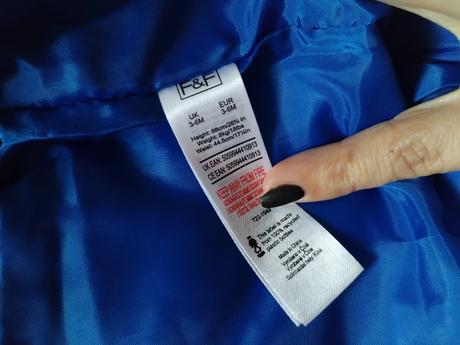 F&F
UK EUR
3-6M 3-6M
Height: 68cm/26¾ in
Weight: 8kg/18lbs
Waist: 44.5cm/17½in
UK EAN: 5059944410913
CE EAN: 5059944410913
KEEP AWAY FROM FIRE
This label is made
from 100% recycled
plastic bottles
Made in China